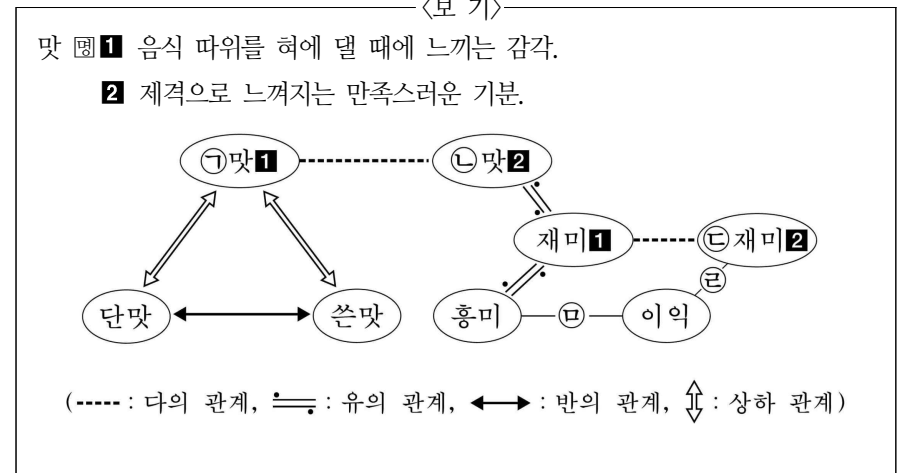 〈보 기〉
맛 명 1 음식 따위를 혀에 댈 때에 느끼는 감각.
2 제격으로 느껴지는 만족스러운 기분.
㉠맛1 ㉡맛2
재미1 ㉢재미2
㉣
단맛 쓴맛 흥미 ㉤ 이익
(-----: 다의 관계, : 유의 관계, ◀─▶: 반의 관계, ⇕: 상하 관계)